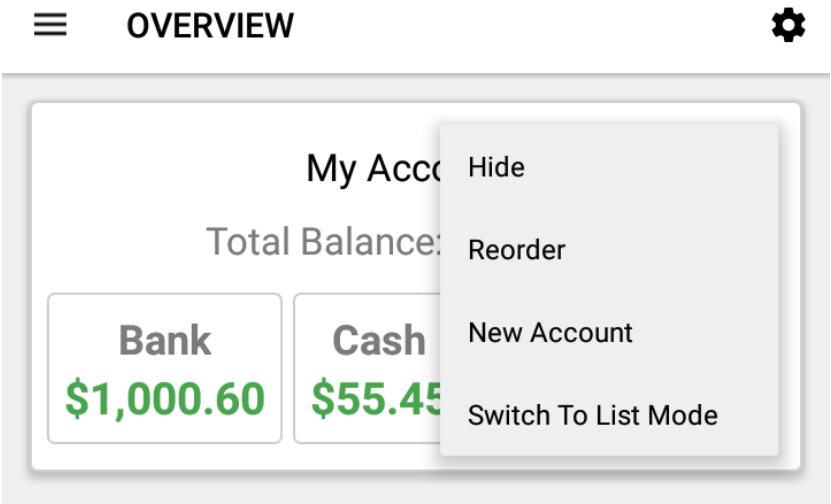 OVERVIEW
My Acco
Total Balance:
Bank
$1,000.60
Cash
$55.45
Hide
Reorder
New Account
Switch To List Mode